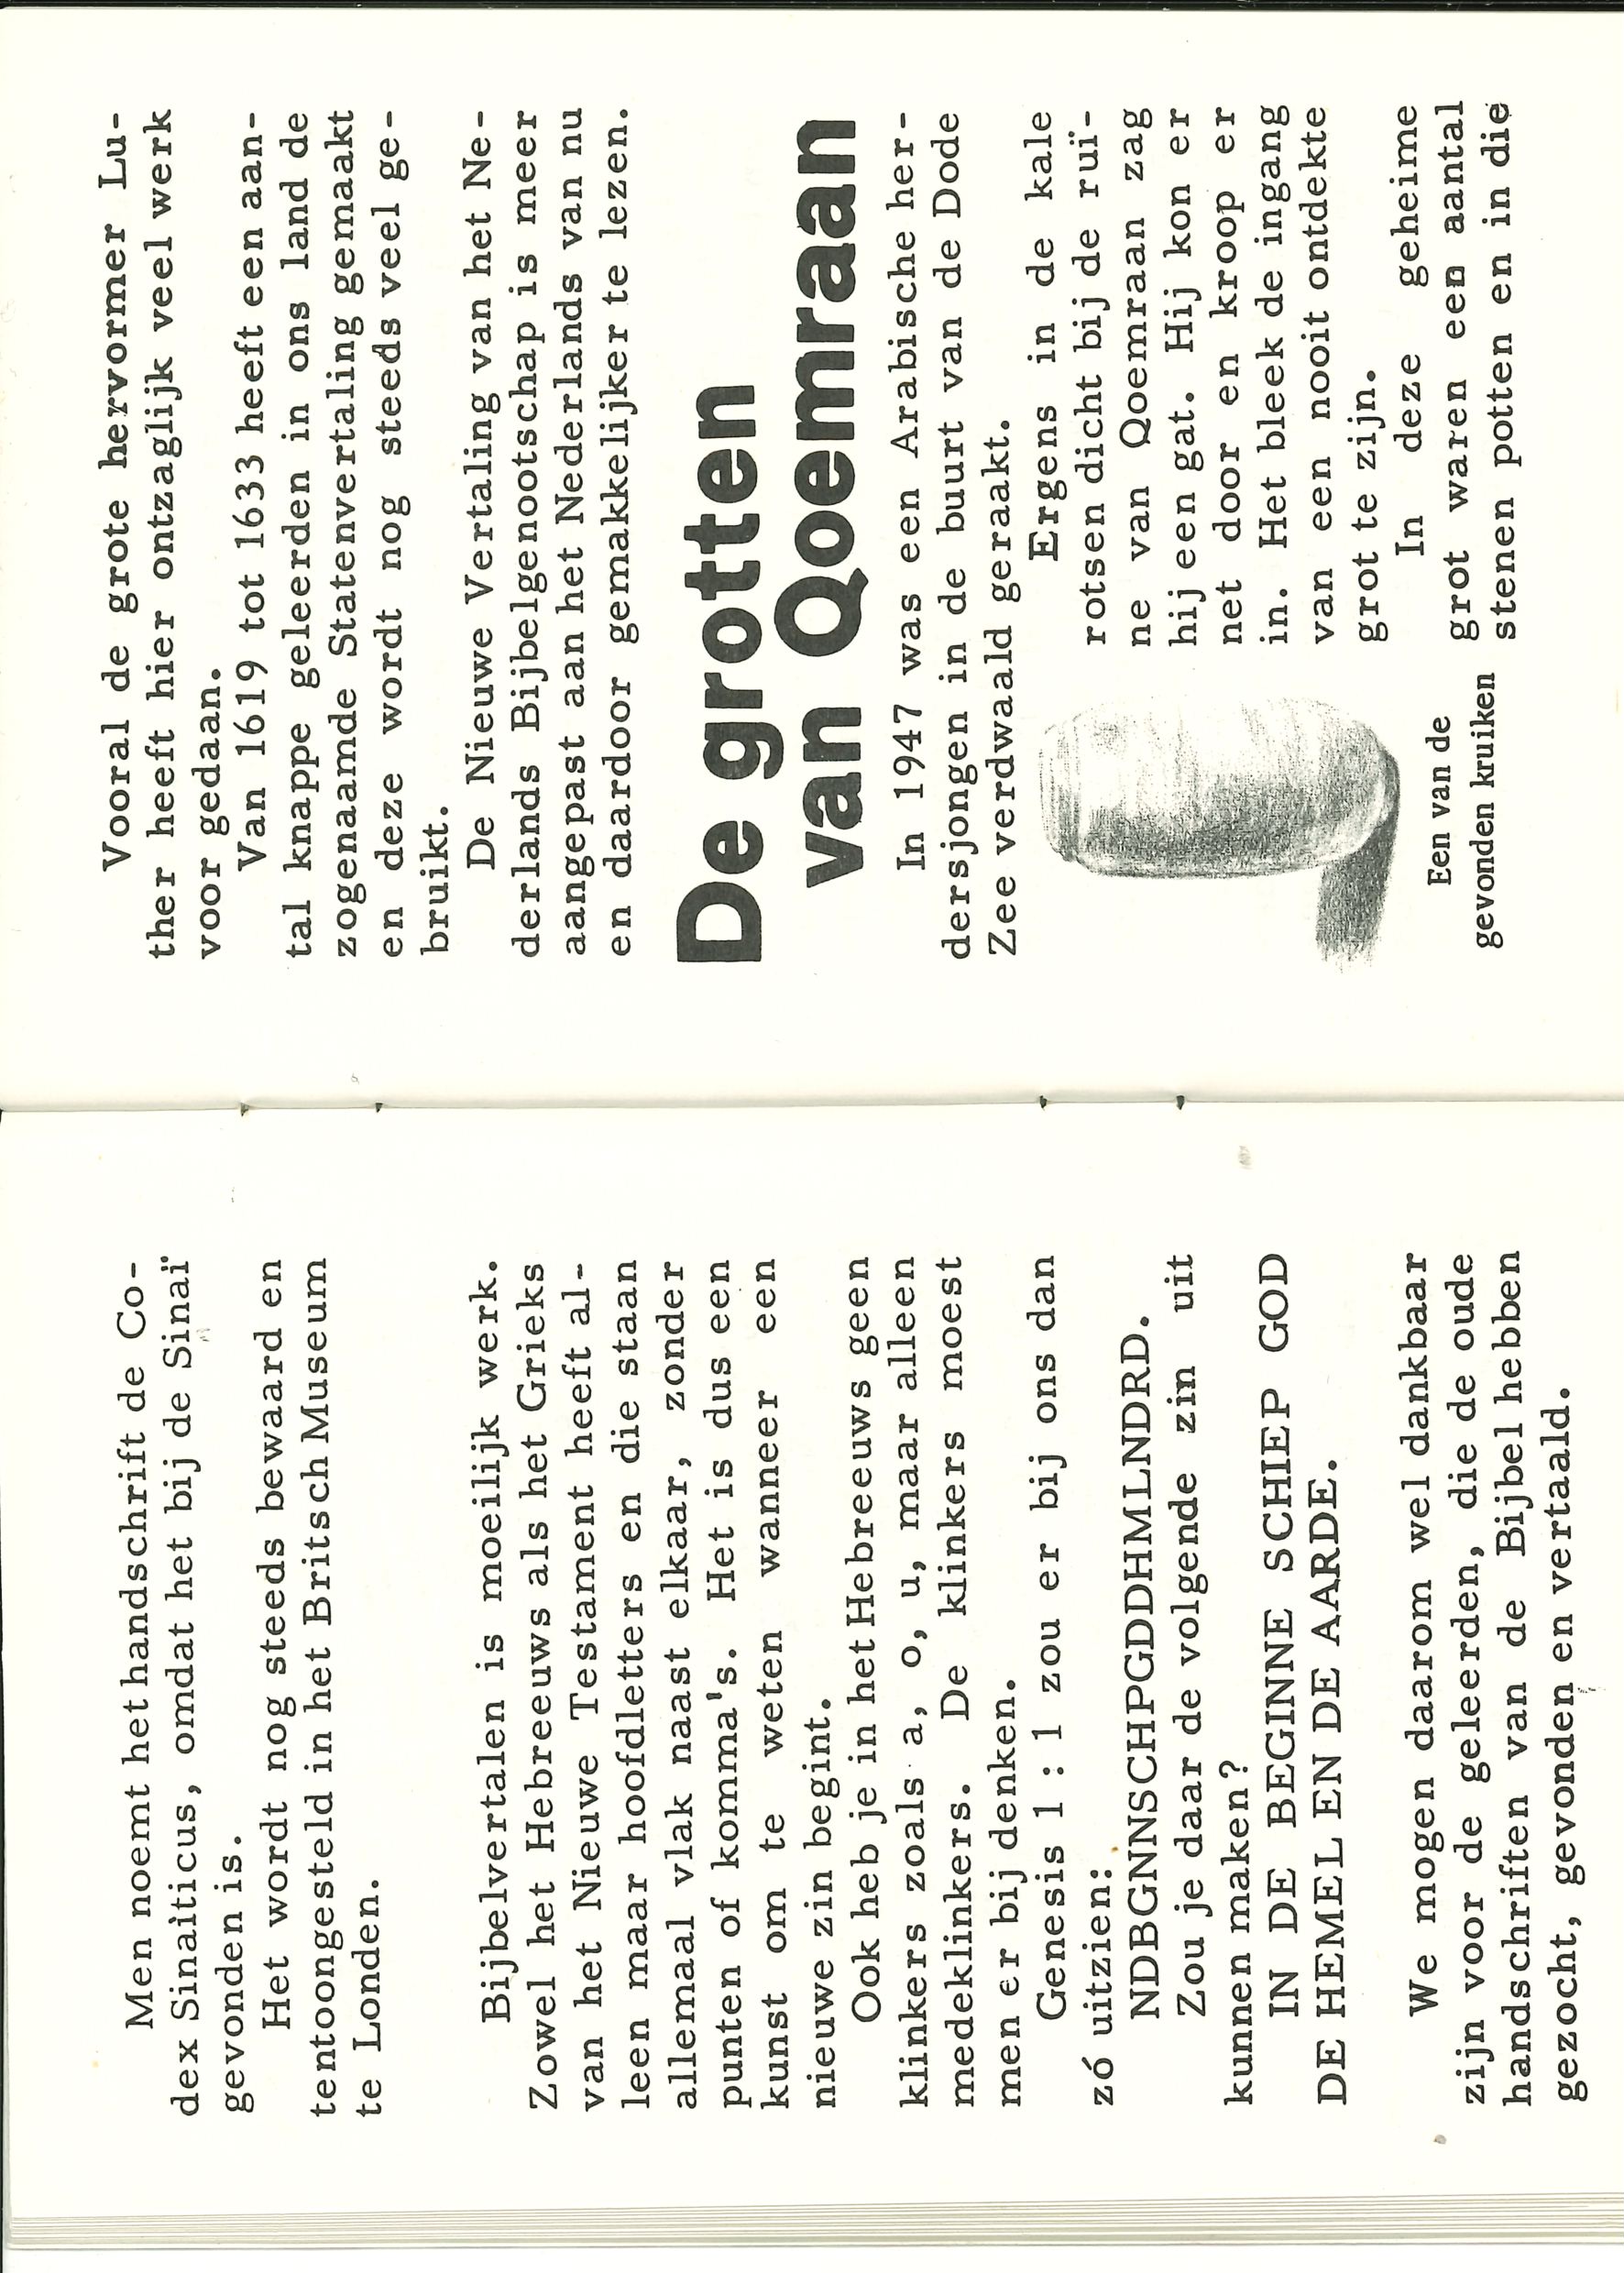 Men noemt het handschrift de Co-
dex Sinaïticus, omdat het bij de Sinaï
gevonden is.
Het wordt nog steeds bewaard en
tentoongesteld in het Britsch Museum
te Londen.
Bijbelvertalen is moeilijk werk.
Zowel het Hebreeuws als het Grieks
van het Nieuwe Testament heeft al-
leen maar hoofdletters en die staan
allemaal vlak naast elkaar, zonder
punten of komma's. Het is dus een
kunst om te weten wanneer een
nieuwe zin begint.
Ook heb je in het Hebreeuws geen
klinkers zoals a, o, u, maar alleen
medeklinkers. De klinkers moest
men er bij denken.
Genesis 1 : 1 zou er bij ons dan
zó uitzien:
NDBGNNSCHPGDDHMLNDRD.
Zou je daar de volgende zin uit
kunnen maken?
IN DE BEGINNE SCHIEP GOD
DE HEMEL EN DE AARDE.
We mogen daarom wel dankbaar
zijn voor de geleerden, die de oude
handschriften van de Bijbel hebben
gezocht, gevonden en vertaald.
Vooral de grote hervormer Lu-
ther heeft hier ontzaglijk veel werk
voor gedaan.
Van 1619 tot 1633 heeft een aan-
tal knappe geleerden in ons land de
zogenaamde Statenvertaling gemaakt
en deze wordt nog steeds veel ge-
bruikt.
De Nieuwe Vertaling van het Ne-
derlands Bijbelgenootschap is meer
aangepast aan het Nederlands van nu
en daardoor gemakkelijker te lezen.
De grotten
van Qoemraan
In 1947 was een Arabische her-
dersjongen in de buurt van de Dode
Zee verdwaald geraakt.
Ergens in de kale
rotsen dicht bij de ruï-
ne van Qoemraan zag
hij een gat. Hij kon er
net door en kroop er
in. Het bleek de ingang
van een nooit ontdekte
grot te zijn.
In deze geheime
grot waren een aantal
stenen potten en in die
Een van de
gevonden kruiken